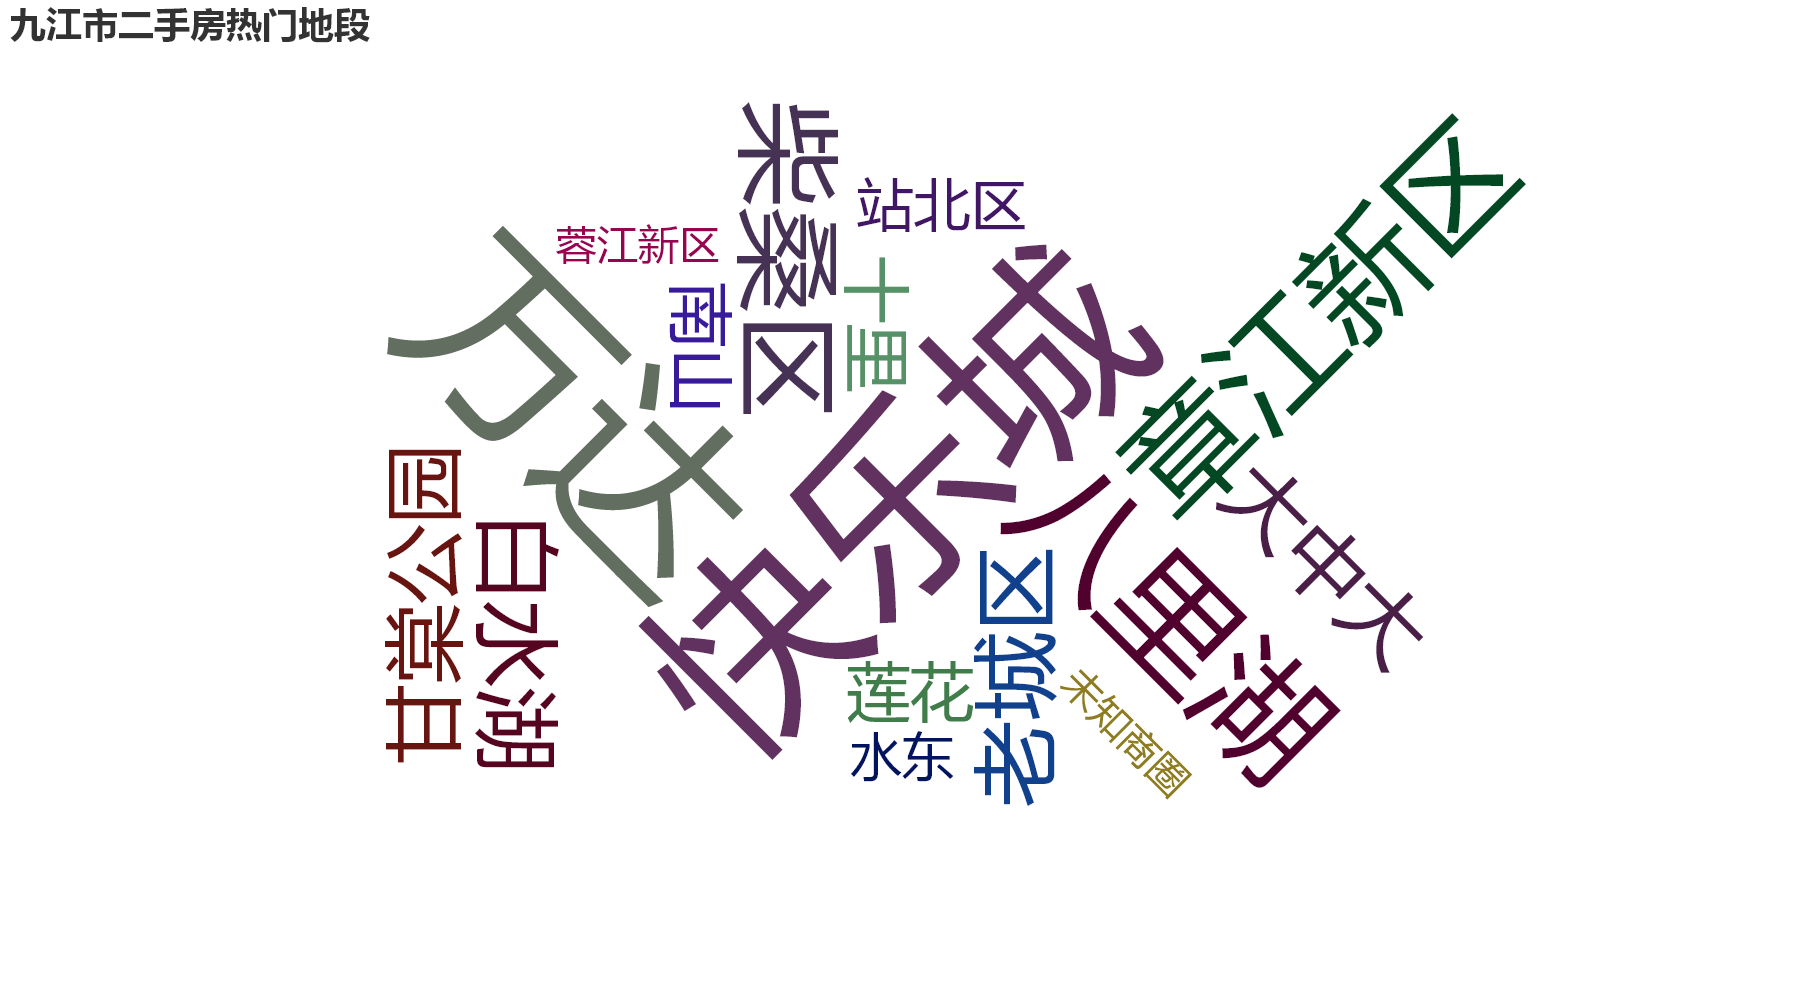 九江市二手房热门地段
柴桑区
站北区
章江新区
蓉江新区
万达
南山
十里
快乐城
甘棠公园
白水湖
八里湖
大中大
老城区
莲花
水东
未知商圈